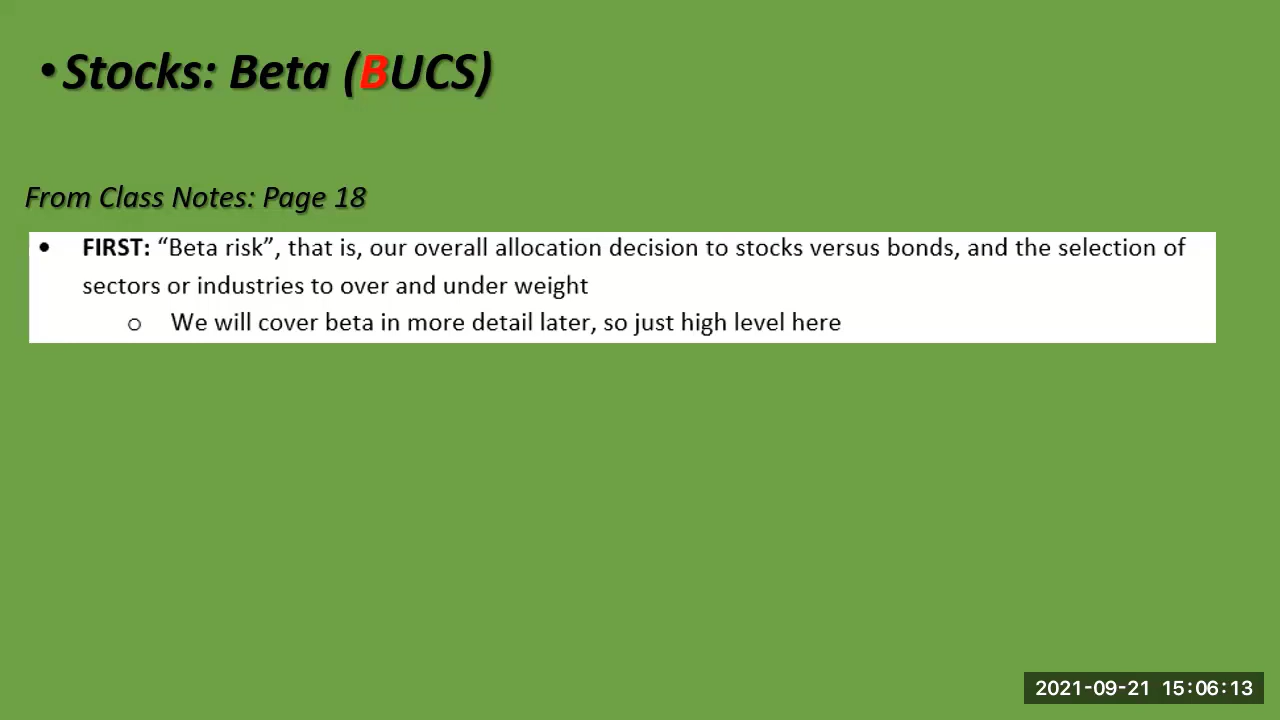 •Stocks: Beta (BUCS)
From Class Notes: Page 18
• FIRST: “Beta risk”, that is, our overall allocation decision to stocks versus bonds, and the selection of
sectors or industries to over and under weight
o We will cover beta in more detail later, so just high level here
2021-09-21 15:06:13